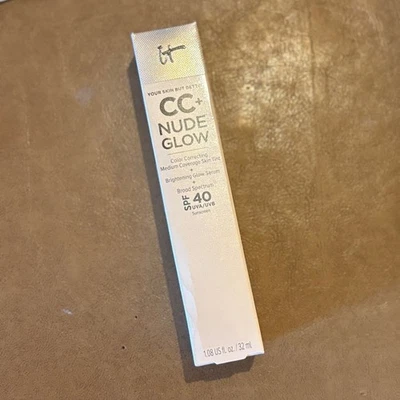 it
YOUR SKIN BUT BETTER
CC+
NUDE
GLOW
Color Correcting
Medium Coverage Skin Tint
+
Brightening Glow Serum
+
Broad Spectrum
SPF 40
UVA/UVB
Sunscreen
1.08 US fl. oz. / 32 ml